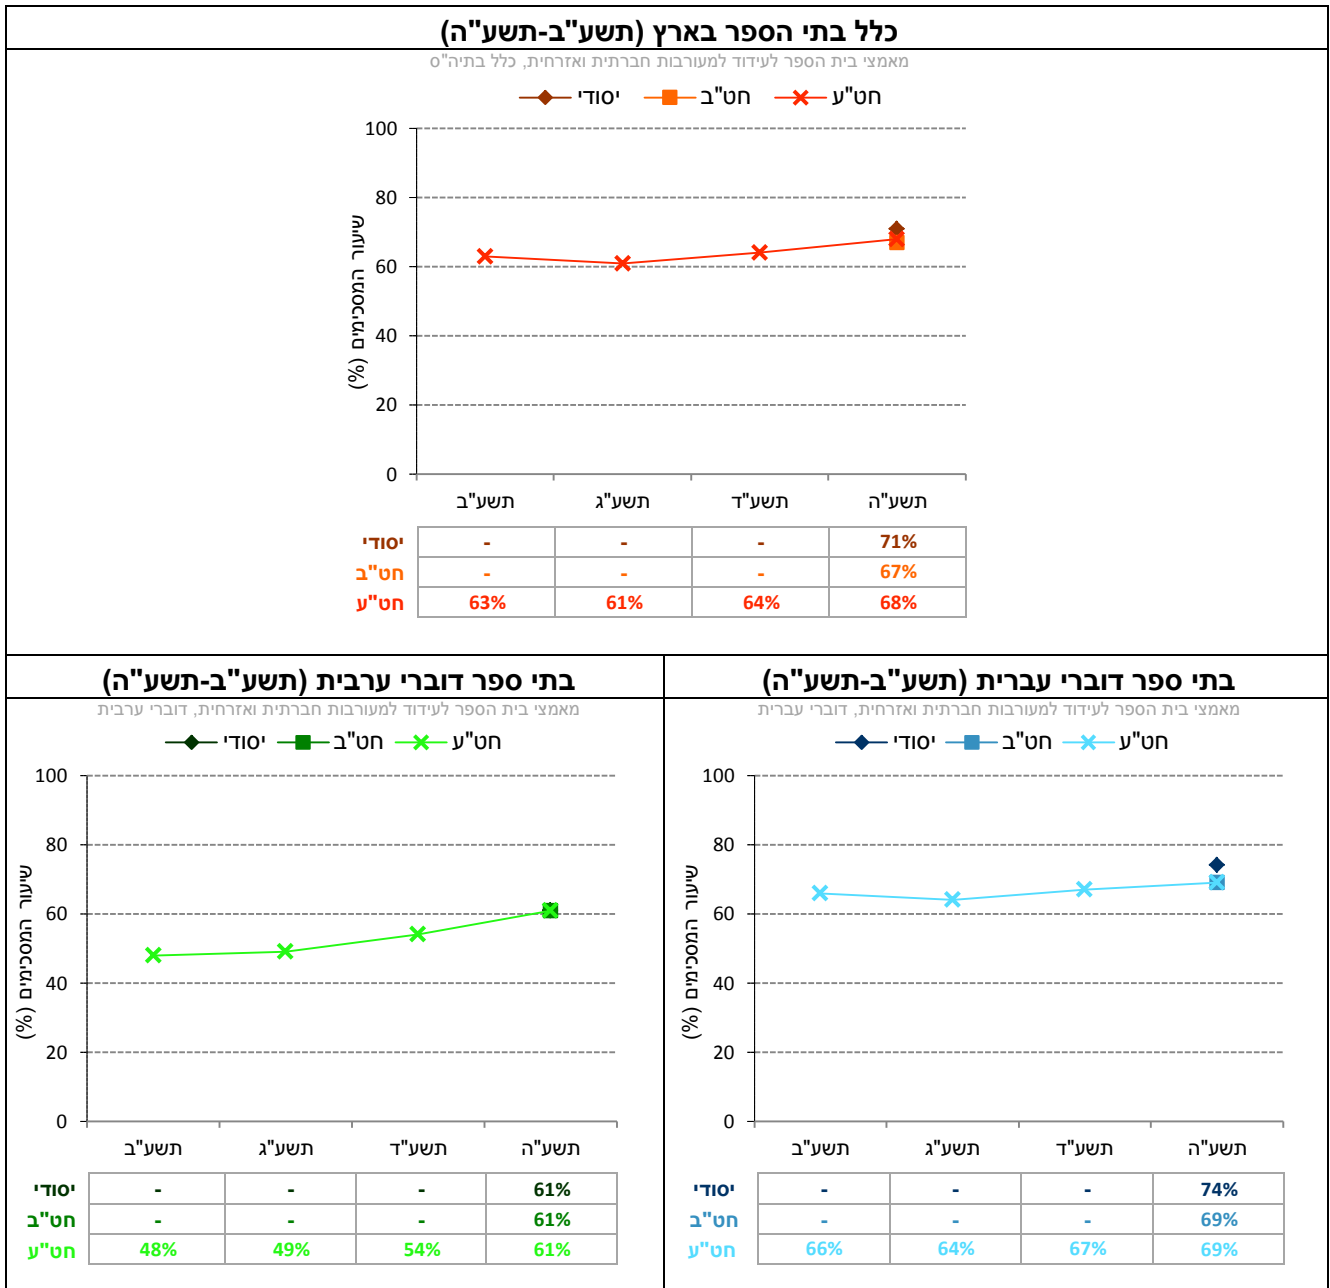 כלל בתי הספר בארץ (תשע"ב-תשע"ה)
מאמצי בית הספר לעידוד למעורבות חברתית ואזרחית, כלל בתיה"ס
יסודי חט"ב חט"ע
שיעור המסכימים (%)
100
80
60
40
20
0
תשע"ב תשע"ג תשע"ד תשע"ה
יסודי - - - 71%
חט"ב - - - 67%
חט"ע 63% 61% 64% 68%
בתי ספר דוברי עברית (תשע"ב-תשע"ה)
מאמצי בית הספר לעידוד למעורבות חברתית ואזרחית, דוברי עברית
יסודי חט"ב חט"ע
שיעור המסכימים (%)
100
80
60
40
20
0
תשע"ב תשע"ג תשע"ד תשע"ה
יסודי - - - 74%
חט"ב - - - 69%
חט"ע 66% 64% 67% 69%
בתי ספר דוברי ערבית (תשע"ב-תשע"ה)
מאמצי בית הספר לעידוד למעורבות חברתית ואזרחית, דוברי ערבית
יסודי חט"ב חט"ע
שיעור המסכימים (%)
100
80
60
40
20
0
תשע"ב תשע"ג תשע"ד תשע"ה
יסודי - - - 61%
חט"ב - - - 61%
חט"ע 48% 49% 54% 61%